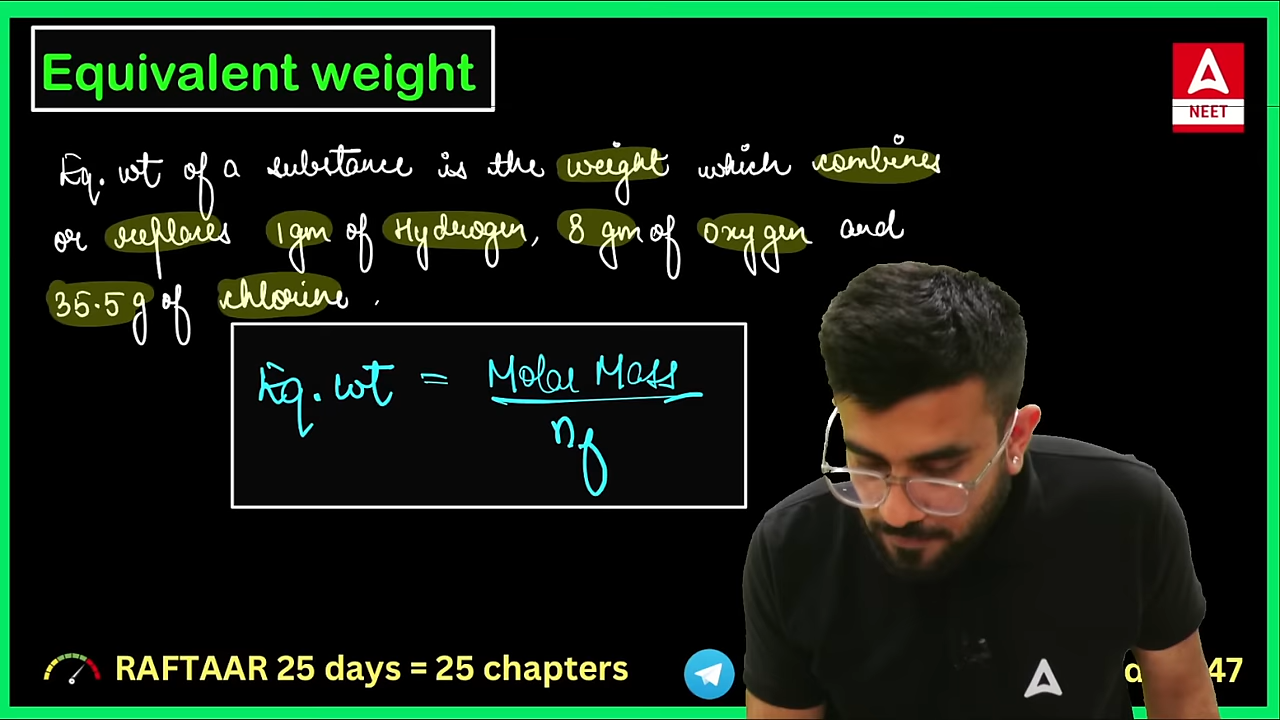 Equivalent weight
NEET
Eq. wt of a substance is the weight which combines
or replaces 1gm of Hydrogen, 8 gm of Oxygen and
35.5g of chlorine .
Eq. wt = Molar Mass
nf
RAFTAAR 25 days = 25 chapters
47